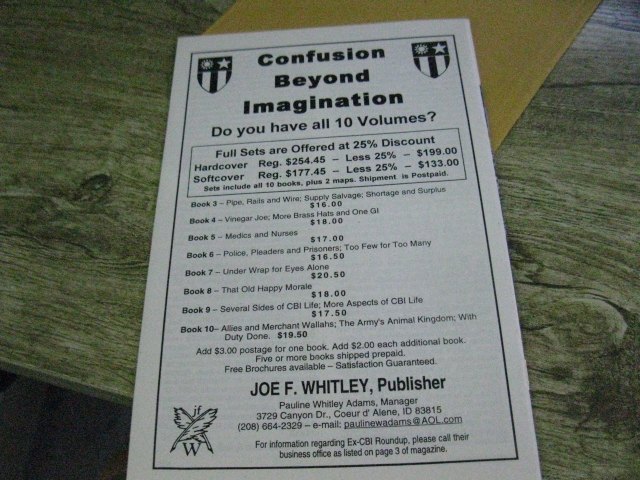 Confusion
Beyond
Imagination
Do you have all 10 Volumes?
Full Sets are Offered at 25% Discount
Hardcover Reg. $254.45 – Less 25% – $199.00
Softcover Reg. $177.45 – Less 25% – $133.00
Sets include all 10 books, plus 2 maps. Shipment is Postpaid.
Book 3 – Pipe, Rails and Wire; Supply Salvage; Shortage and Surplus
$16.00
Book 4 – Vinegar Joe; More Brass Hats and One GI
$18.00
Book 5 – Medics and Nurses
$17.00
Book 6 – Police, Pleaders and Prisoners; Too Few for Too Many
$16.50
Book 7 – Under Wrap for Eyes Alone
$20.50
Book 8 – That Old Happy Morale
$18.00
Book 9 – Several Sides of CBI Life; More Aspects of CBI Life
$17.50
Book 10– Allies and Merchant Wallahs; The Army's Animal Kingdom; With
Duty Done. $19.50
Add $3.00 postage for one book. Add $2.00 each additional book.
Five or more books shipped prepaid.
Free Brochures available – Satisfaction Guaranteed.
JOE F. WHITLEY, Publisher
Pauline Whitley Adams, Manager
3729 Canyon Dr., Coeur d' Alene, ID 83815
(208) 664-2329 – e-mail: paulinewadams@AOL.com
For information regarding Ex-CBI Roundup, please call their
business office as listed on page 3 of magazine.
jf
W